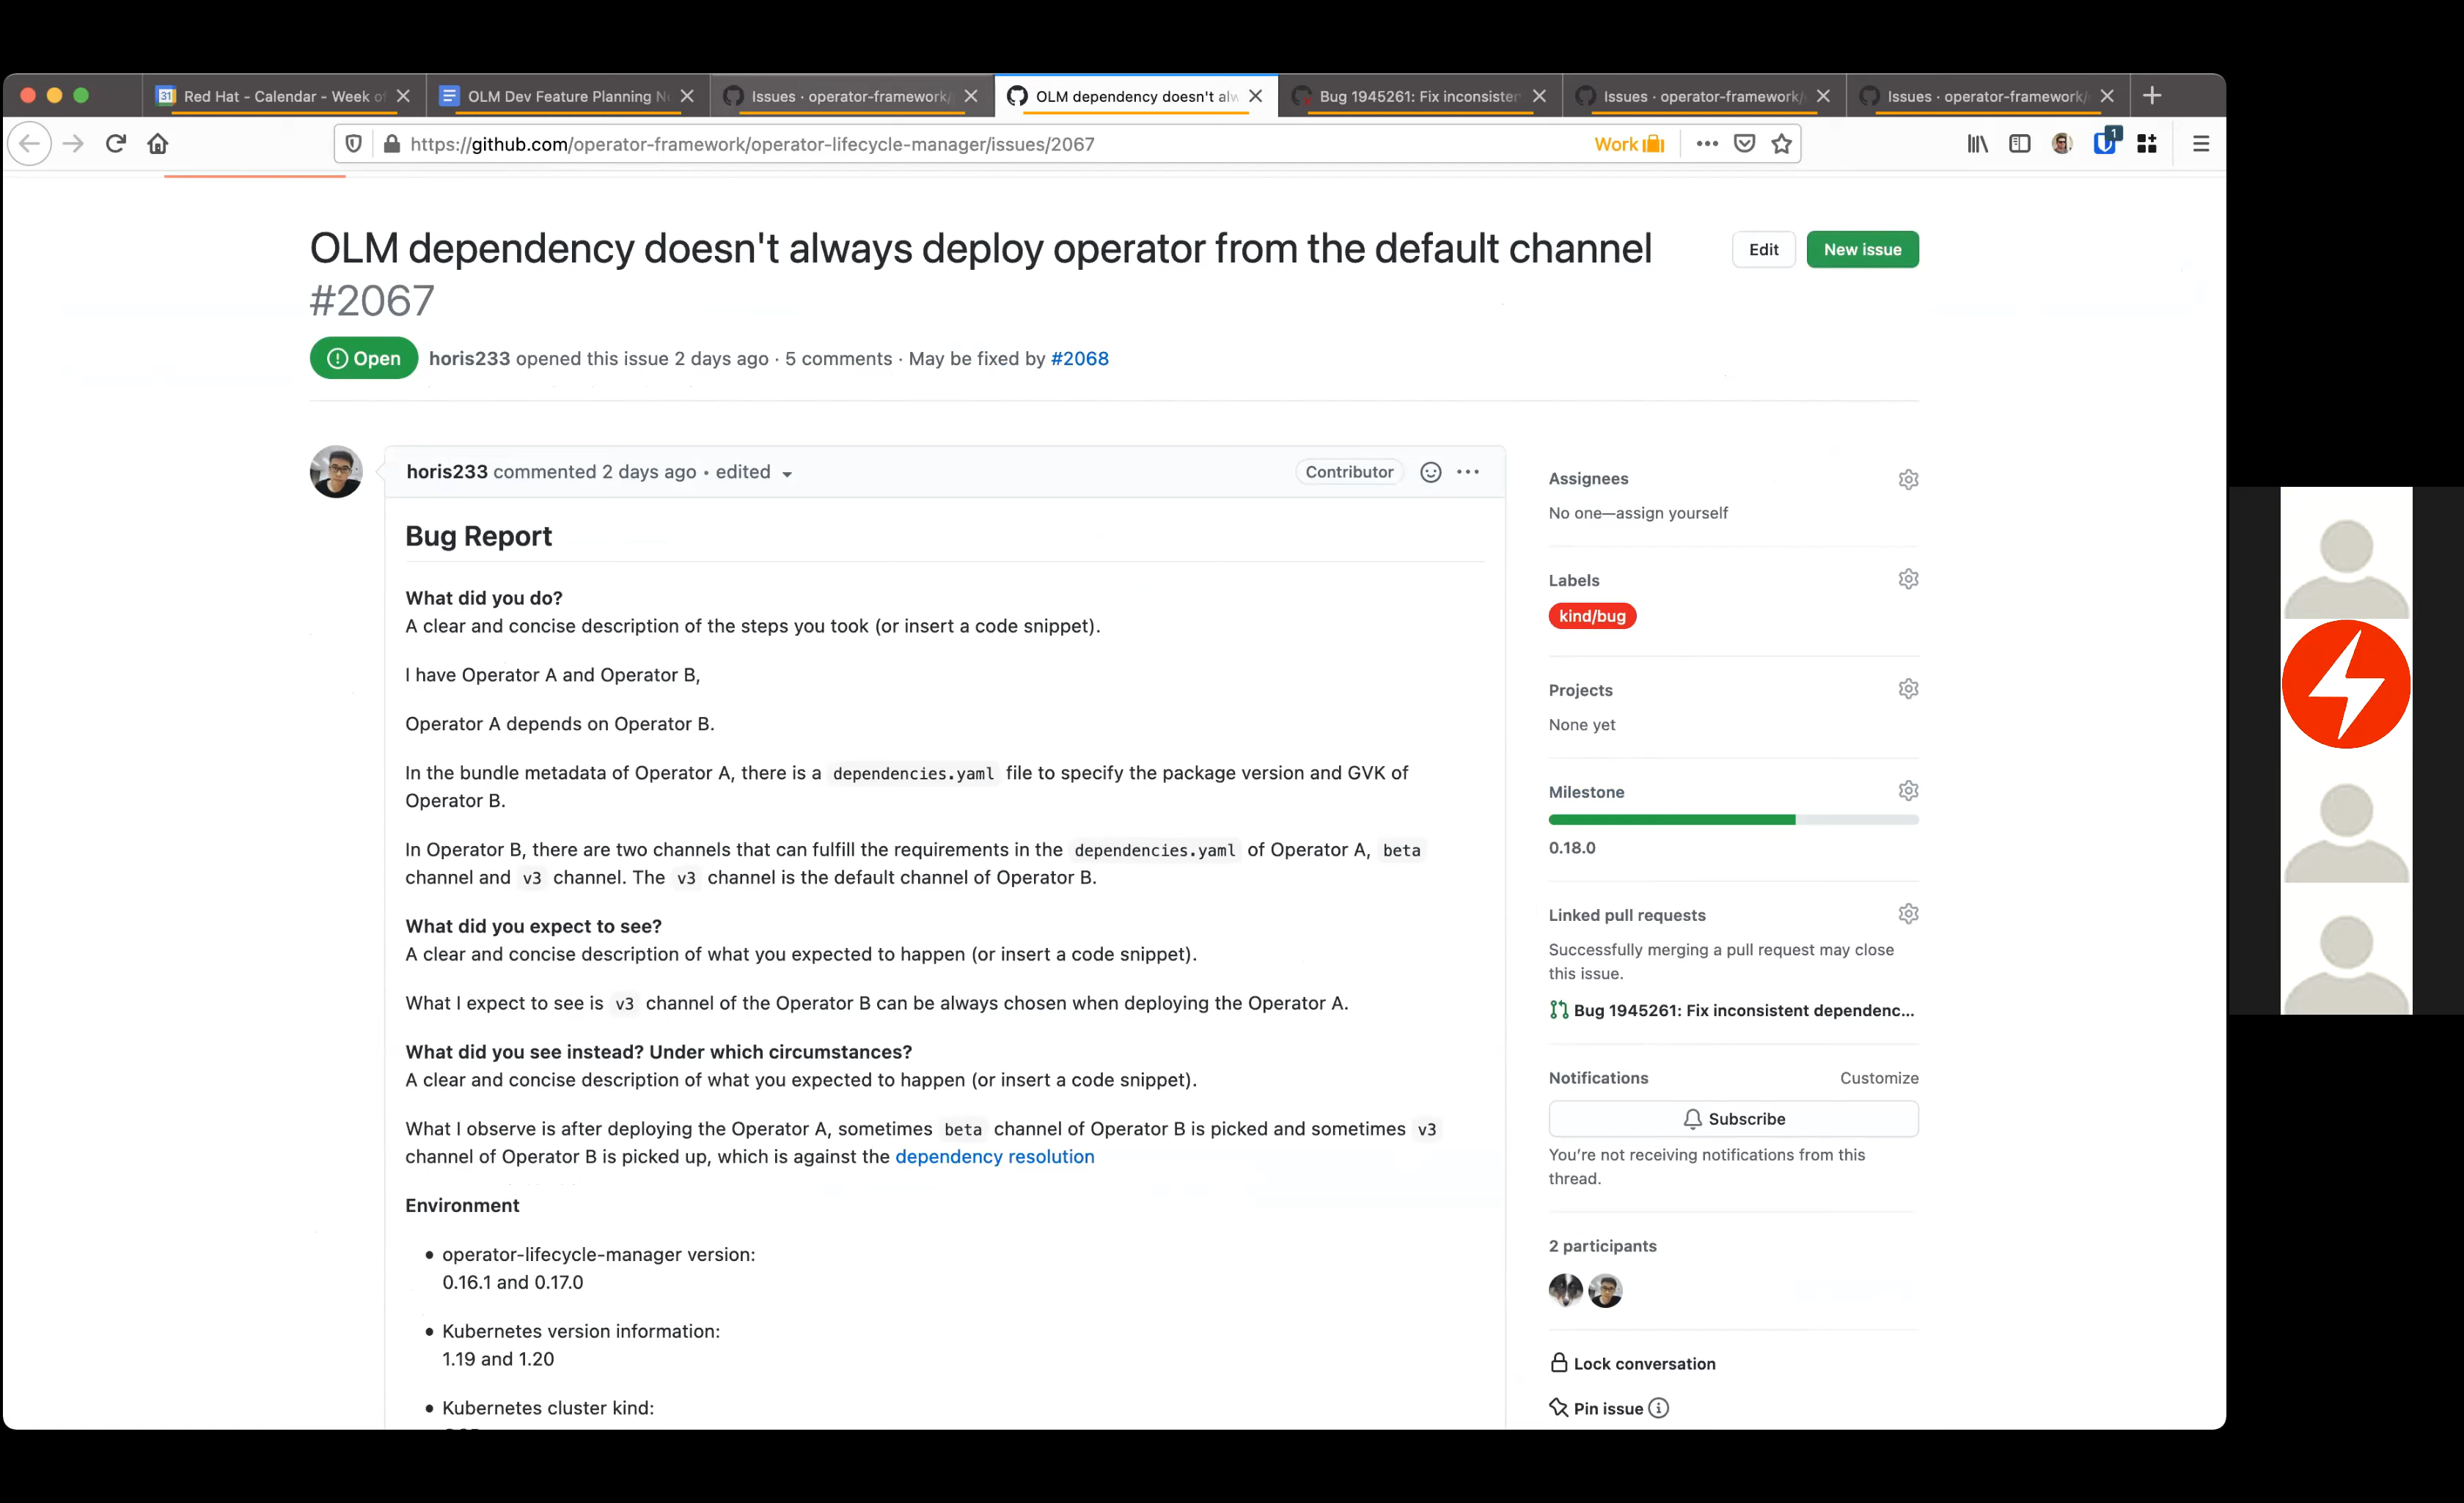 31 Red Hat - Calendar - Week of
OLM Dev Feature Planning N
Issues · operator-framework/
OLM dependency doesn't alw
Bug 1945261: Fix inconsisten
Issues · operator-framework/
Issues · operator-framework/
https://github.com/operator-framework/operator-lifecycle-manager/issues/2067
Work
1
OLM dependency doesn't always deploy operator from the default channel
#2067
Edit
New issue
Open
horis233 opened this issue 2 days ago · 5 comments · May be fixed by #2068
horis233 commented 2 days ago • edited
Contributor
Bug Report
What did you do?
A clear and concise description of the steps you took (or insert a code snippet).
I have Operator A and Operator B,
Operator A depends on Operator B.
In the bundle metadata of Operator A, there is a dependencies.yaml file to specify the package version and GVK of
Operator B.
In Operator B, there are two channels that can fulfill the requirements in the dependencies.yaml of Operator A, beta
channel and v3 channel. The v3 channel is the default channel of Operator B.
What did you expect to see?
A clear and concise description of what you expected to happen (or insert a code snippet).
What I expect to see is v3 channel of the Operator B can be always chosen when deploying the Operator A.
What did you see instead? Under which circumstances?
A clear and concise description of what you expected to happen (or insert a code snippet).
What I observe is after deploying the Operator A, sometimes beta channel of Operator B is picked and sometimes v3
channel of Operator B is picked up, which is against the dependency resolution
Environment
• operator-lifecycle-manager version:
0.16.1 and 0.17.0
• Kubernetes version information:
1.19 and 1.20
• Kubernetes cluster kind:
Assignees
No one—assign yourself
Labels
kind/bug
Projects
None yet
Milestone
0.18.0
Linked pull requests
Successfully merging a pull request may close
this issue.
Bug 1945261: Fix inconsistent dependenc...
Notifications
Customize
Subscribe
You're not receiving notifications from this
thread.
2 participants
Lock conversation
Pin issue